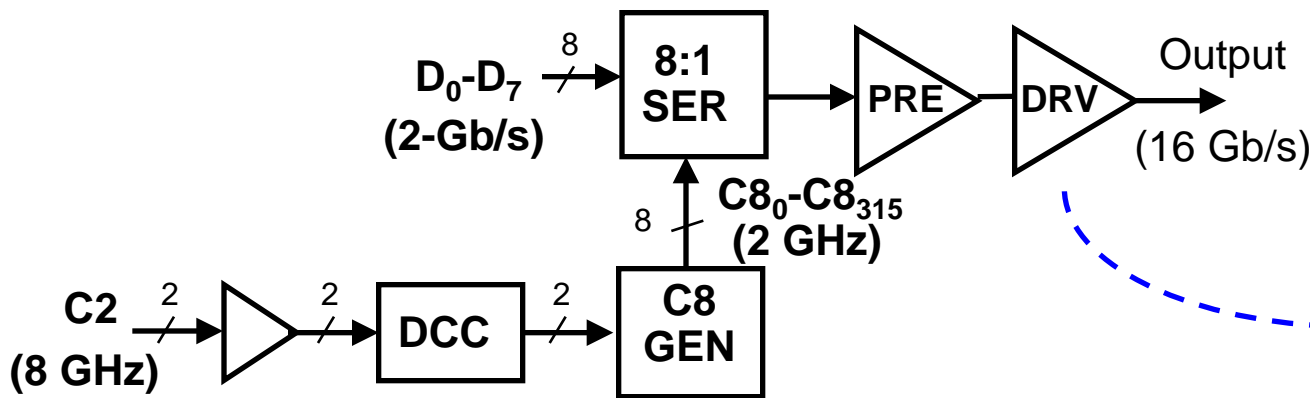 8
D₀-D₇
(2-Gb/s)
8:1
SER
PRE
DRV
Output
(16 Gb/s)
8
C8₀-C8₃₁₅
(2 GHz)
C2
(8 GHz)
2
2
DCC
2
C8
GEN